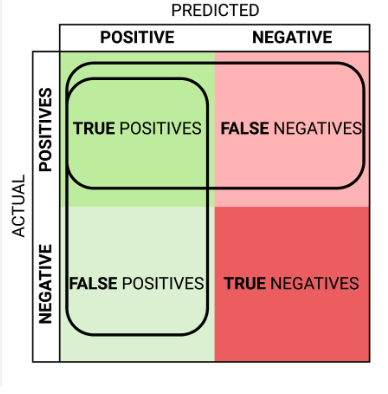 PREDICTED
POSITIVE NEGATIVE
ACTUAL
POSITIVES
TRUE POSITIVES FALSE NEGATIVES
NEGATIVE
FALSE POSITIVES TRUE NEGATIVES